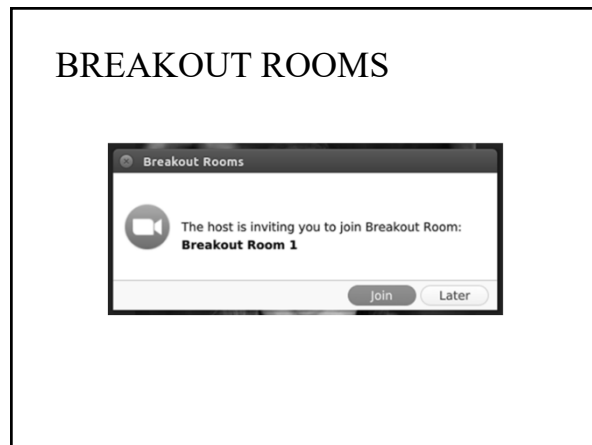 BREAKOUT ROOMS
Breakout Rooms
The host is inviting you to join Breakout Room:
Breakout Room 1
Join Later